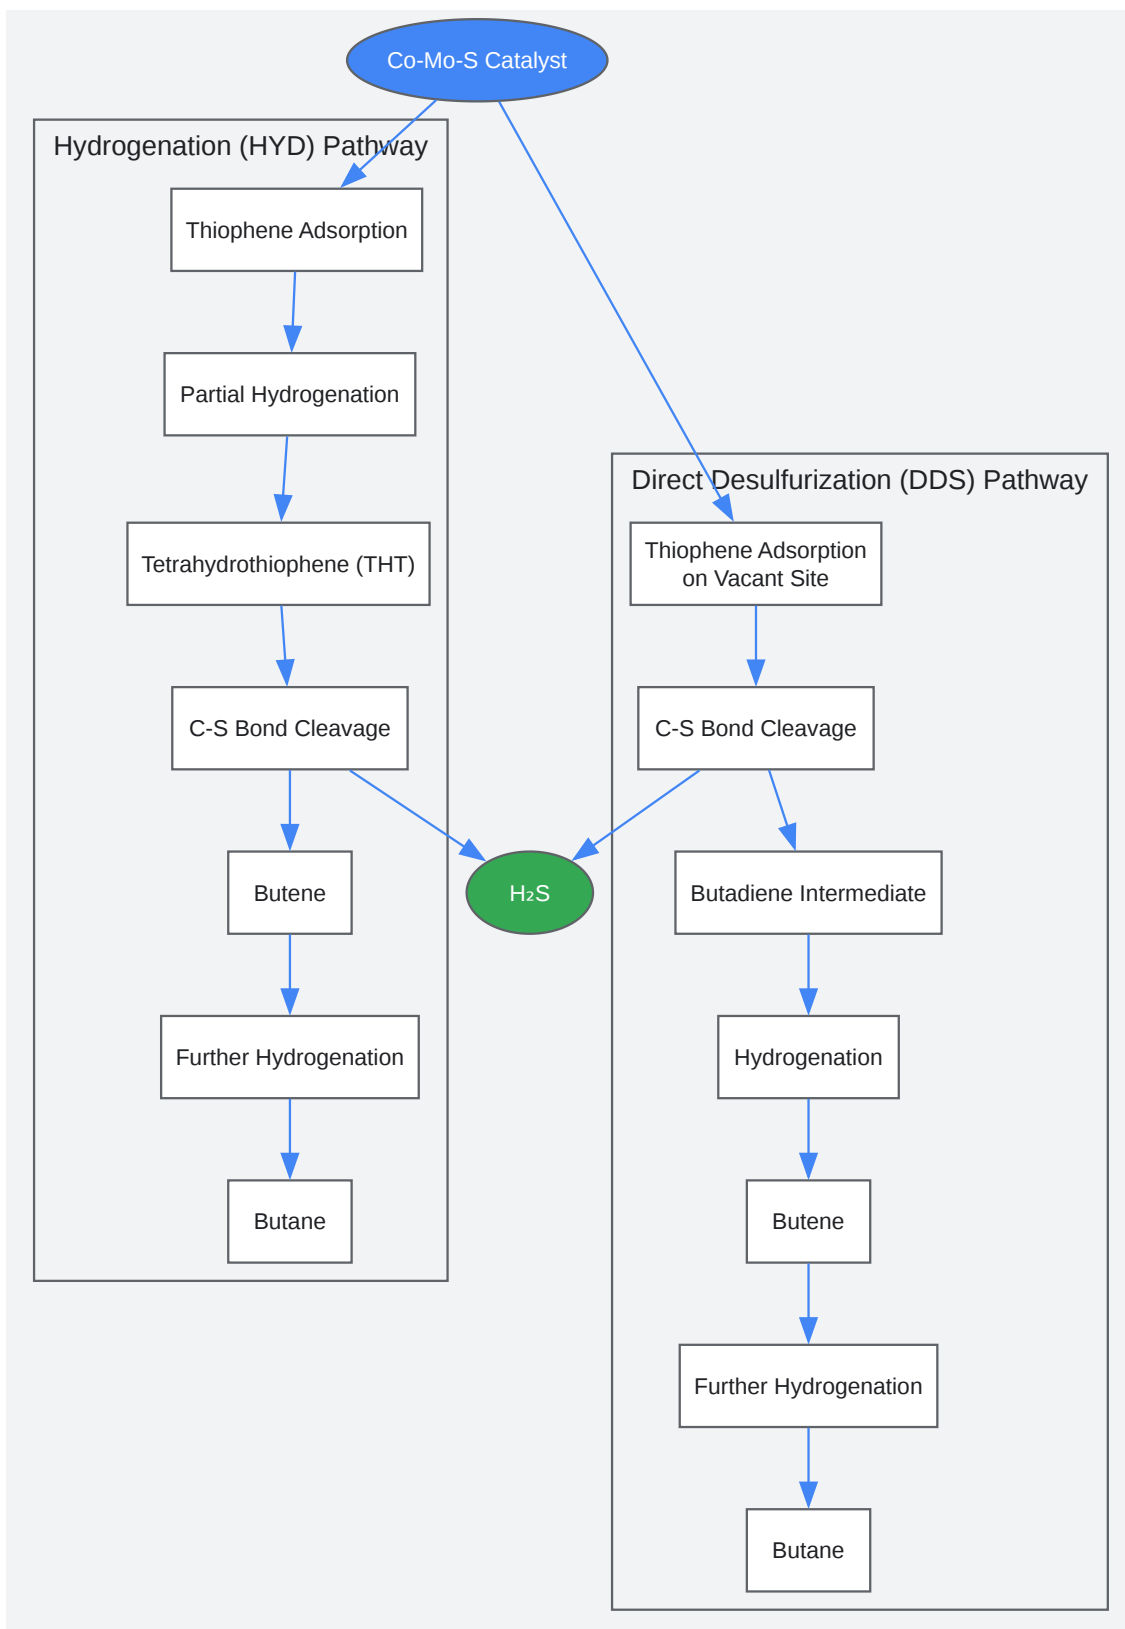 Co-Mo-S Catalyst
Hydrogenation (HYD) Pathway
Thiophene Adsorption
Partial Hydrogenation
Tetrahydrothiophene (THT)
C-S Bond Cleavage
Butene
Further Hydrogenation
Butane
H₂S
Direct Desulfurization (DDS) Pathway
Thiophene Adsorption
on Vacant Site
C-S Bond Cleavage
Butadiene Intermediate
Hydrogenation
Butene
Further Hydrogenation
Butane